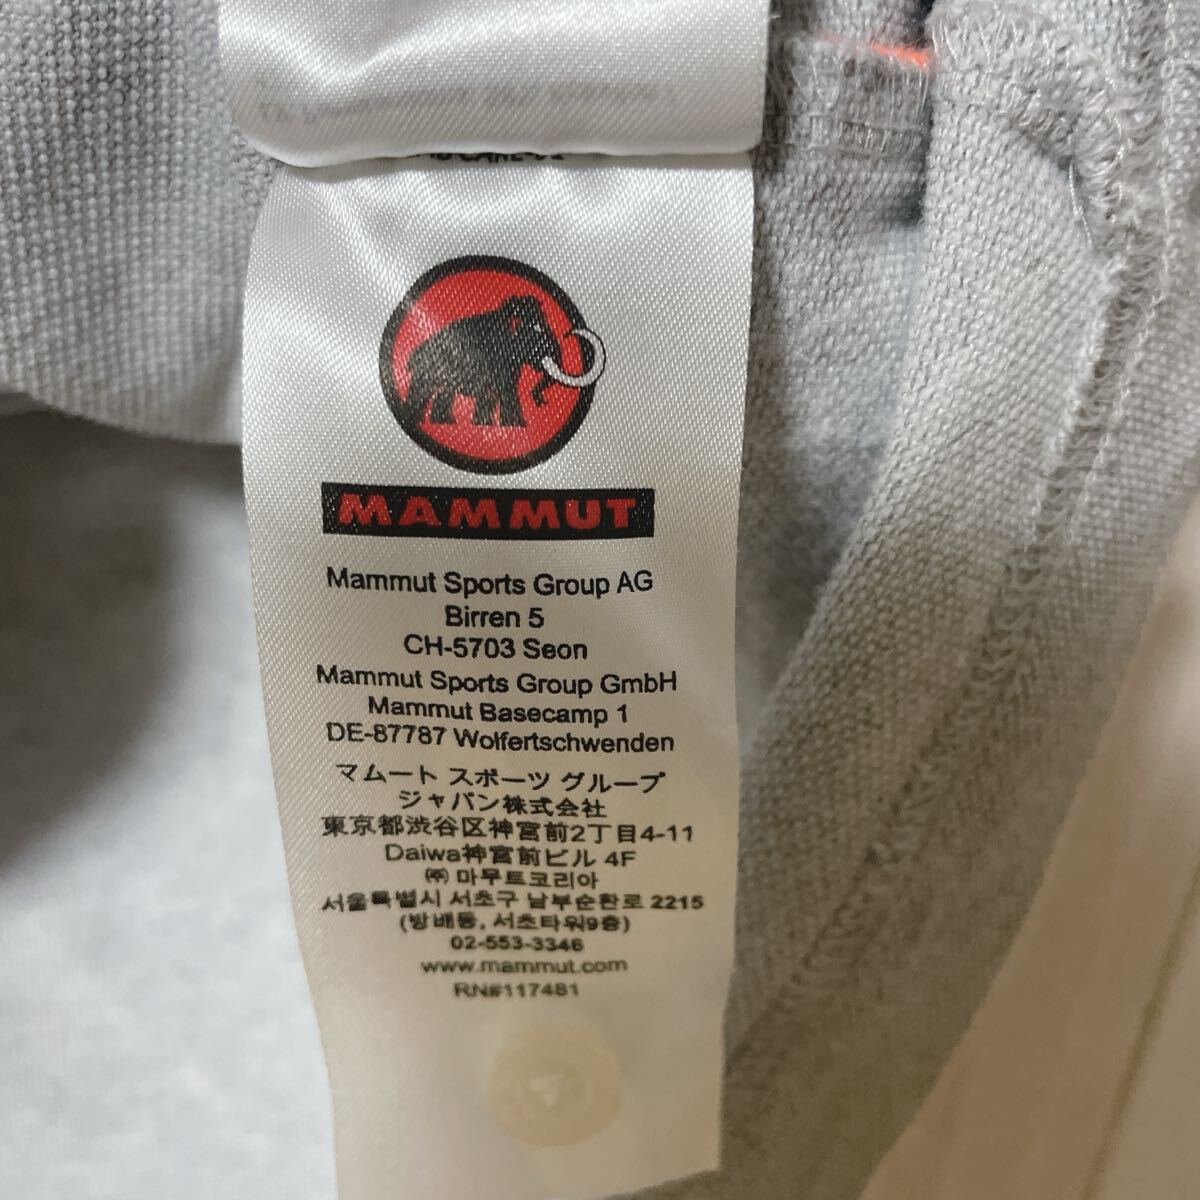 MAMMUT
Mammut Sports Group AG
Birren 5
CH-5703 Seon
Mammut Sports Group GmbH
Mammut Basecamp 1
DE-87787 Wolfertschwenden
マムート スポーツ グループ
ジャパン株式会社
東京都渋谷区神宮前2丁目4-11
Daiwa神宮前ビル 4F
㈜ 마무트코리아
서울특별시 서초구 남부순환로 2215
(방배동, 서초타워9층)
02-553-3346
www.mammut.com
RN#117481